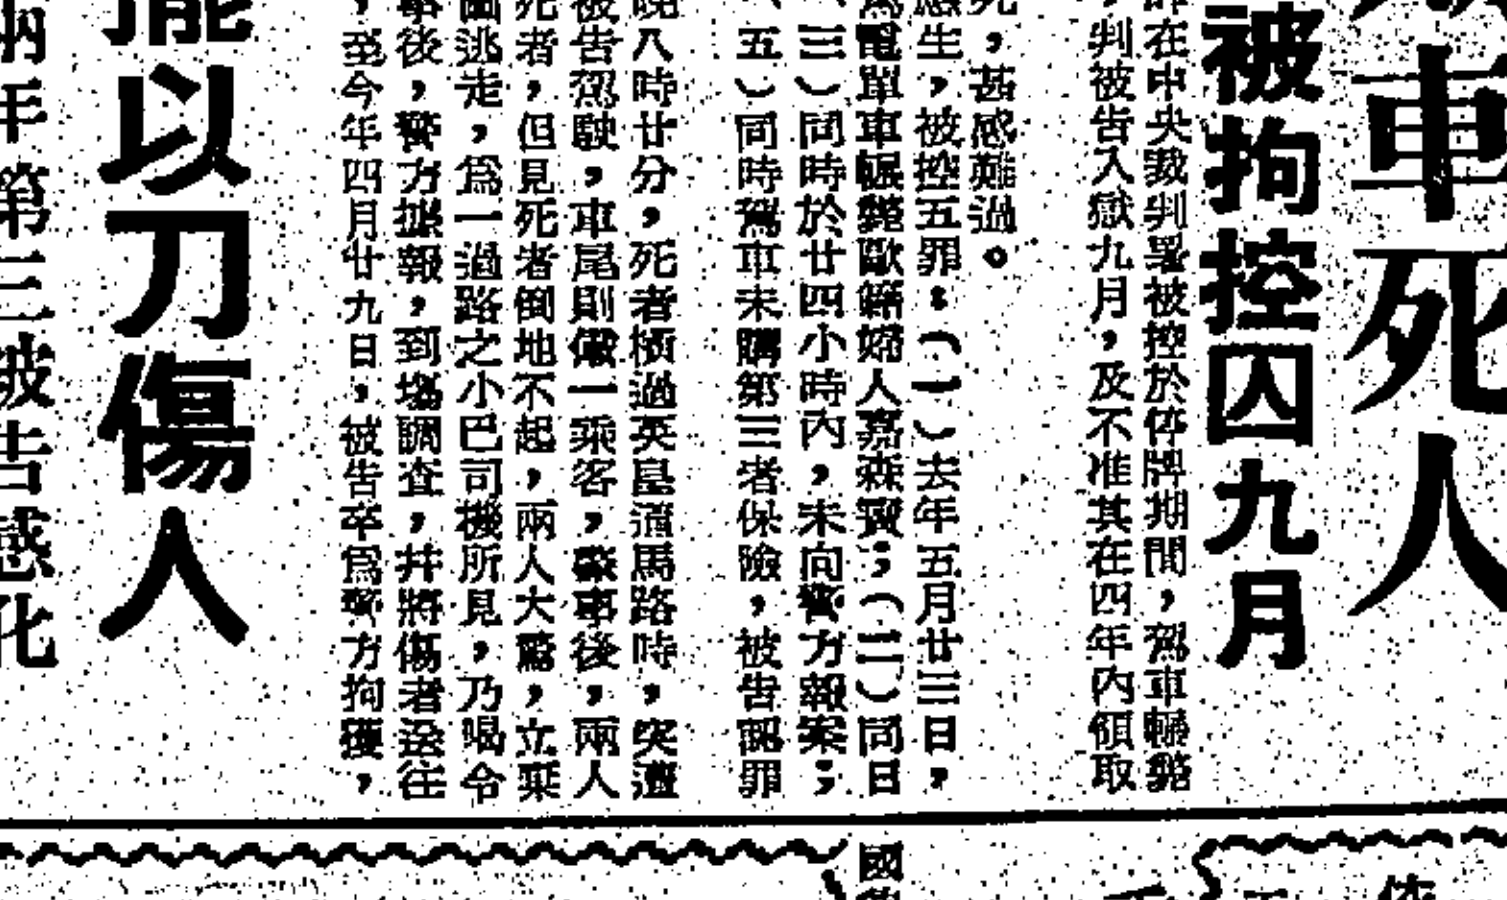 車死人
被拘控囚九月
在中央裁判署被控於停牌期間，駕車輾斃
，判被告入獄九月，及不准其在四年內領取
死，甚感難過。
生，被控五罪：（一）去年五月廿三日，
電單車輾斃歐籍婦人嘉森寶；（二）同日
、三）同時於廿四小時內，未向警方報案；
、五）同時駕車未購第三者保險，被告認罪
晚八時廿分，死者橫過英皇道馬路時，突遭
被告駕駛，車尾則儎一乘客，肇事後，兩人
死者，但見死者倒地不起，兩人大驚，立棄
圖逃走，為一過路之小巴司機所見，乃喝令
事後，警方據報，到場調查，并將傷者送往
，至今年四月廿九日，被告卒為警方拘獲，
擺以刀傷人
兩年第三被告感化
國